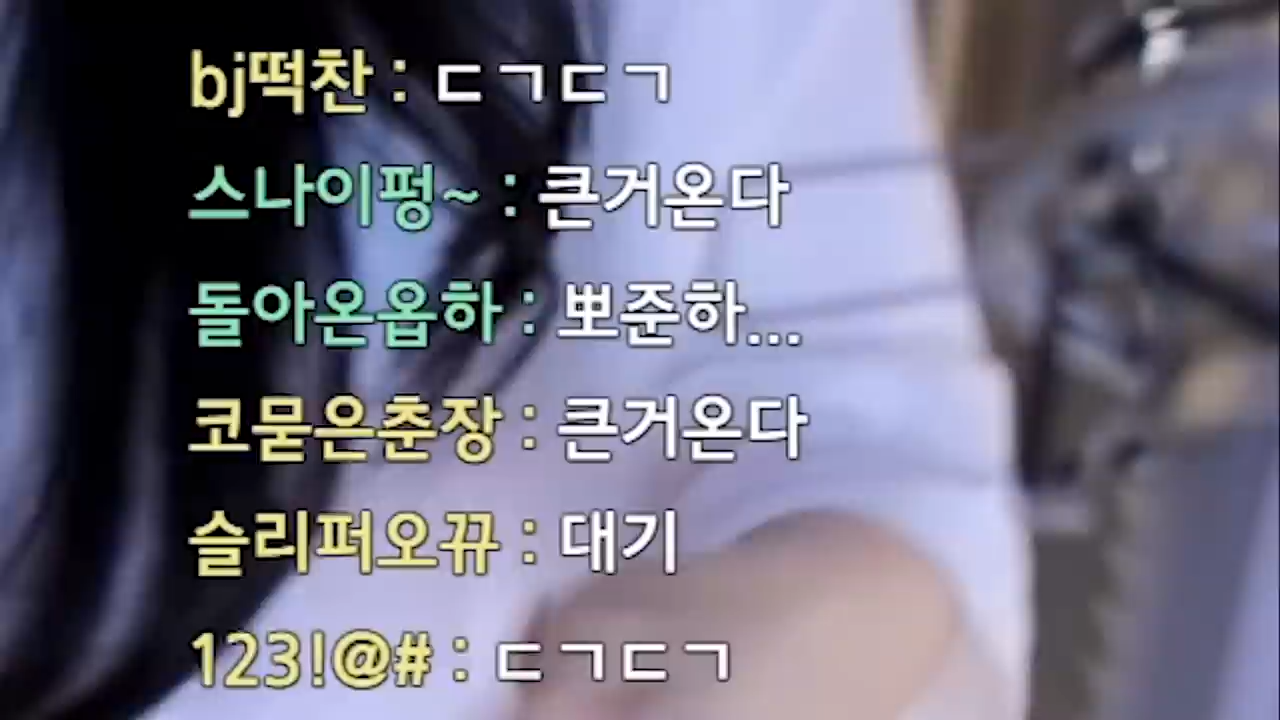 bj떡찬 : ㄷㄱㄷㄱ
스나이펑~ : 큰거온다
돌아온옵하 : 뽀준하...
코묻은춘장 : 큰거온다
슬리퍼오뀨 : 대기
123!@# : ㄷㄱㄷㄱ